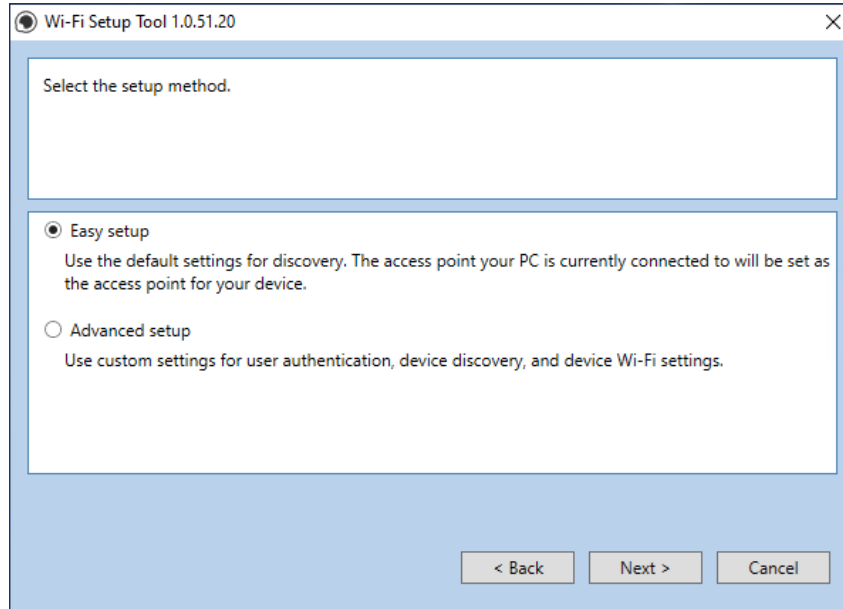 Wi-Fi Setup Tool 1.0.51.20
Select the setup method.
Easy setup
Use the default settings for discovery. The access point your PC is currently connected to will be set as
the access point for your device.
Advanced setup
Use custom settings for user authentication, device discovery, and device Wi-Fi settings.
< Back
Next >
Cancel